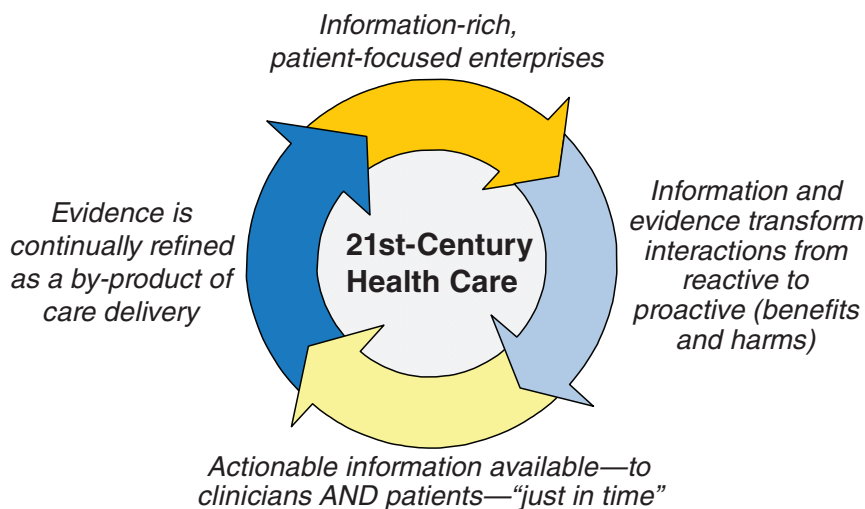 Information-rich,
patient-focused enterprises
Information and
evidence transform
interactions from
reactive to
proactive (benefits
and harms)
Actionable information available—to
clinicians AND patients—“just in time”
Evidence is
continually refined
as a by-product of
care delivery
21st-Century
Health Care